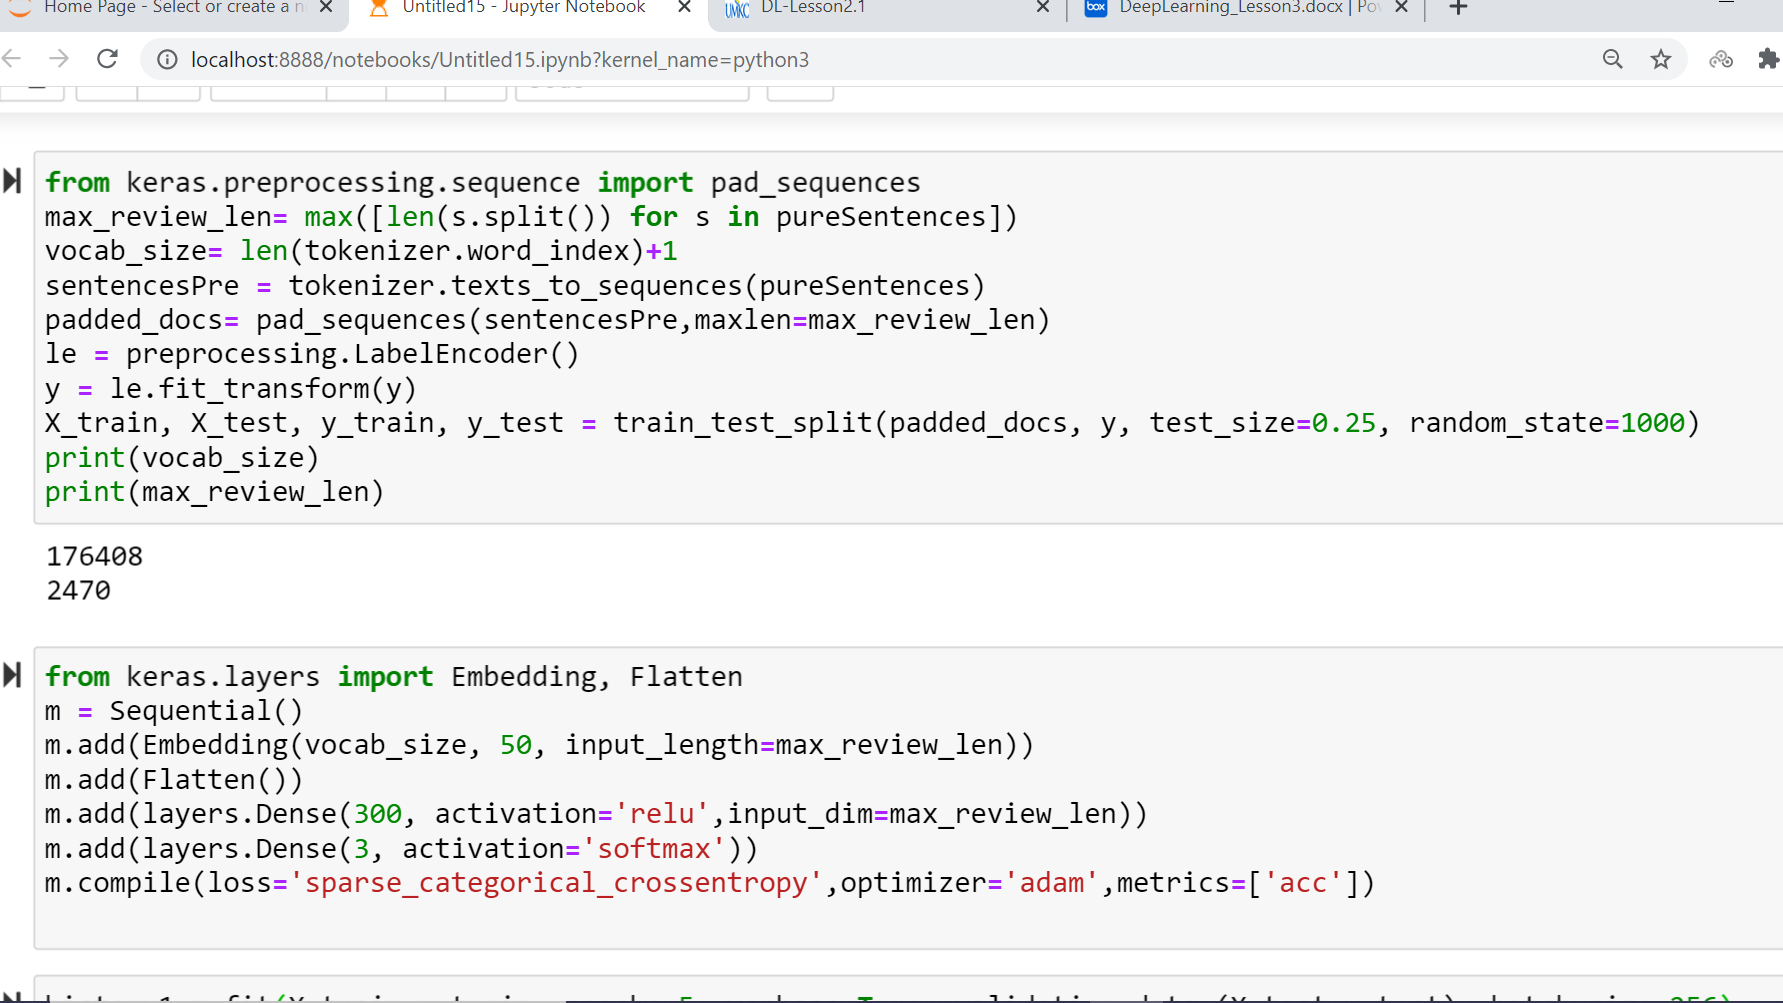 Home Page - Select or create a n
Untitled15 - Jupyter Notebook
UMKC DL-Lesson2.1
box DeepLearning_Lesson3.docx | Pow
localhost:8888/notebooks/Untitled15.ipynb?kernel_name=python3
from keras.preprocessing.sequence import pad_sequences
max_review_len= max([len(s.split()) for s in pureSentences])
vocab_size= len(tokenizer.word_index)+1
sentencesPre = tokenizer.texts_to_sequences(pureSentences)
padded_docs= pad_sequences(sentencesPre,maxlen=max_review_len)
le = preprocessing.LabelEncoder()
y = le.fit_transform(y)
X_train, X_test, y_train, y_test = train_test_split(padded_docs, y, test_size=0.25, random_state=1000)
print(vocab_size)
print(max_review_len)
176408
2470
from keras.layers import Embedding, Flatten
m = Sequential()
m.add(Embedding(vocab_size, 50, input_length=max_review_len))
m.add(Flatten())
m.add(layers.Dense(300, activation='relu',input_dim=max_review_len))
m.add(layers.Dense(3, activation='softmax'))
m.compile(loss='sparse_categorical_crossentropy',optimizer='adam',metrics=['acc'])